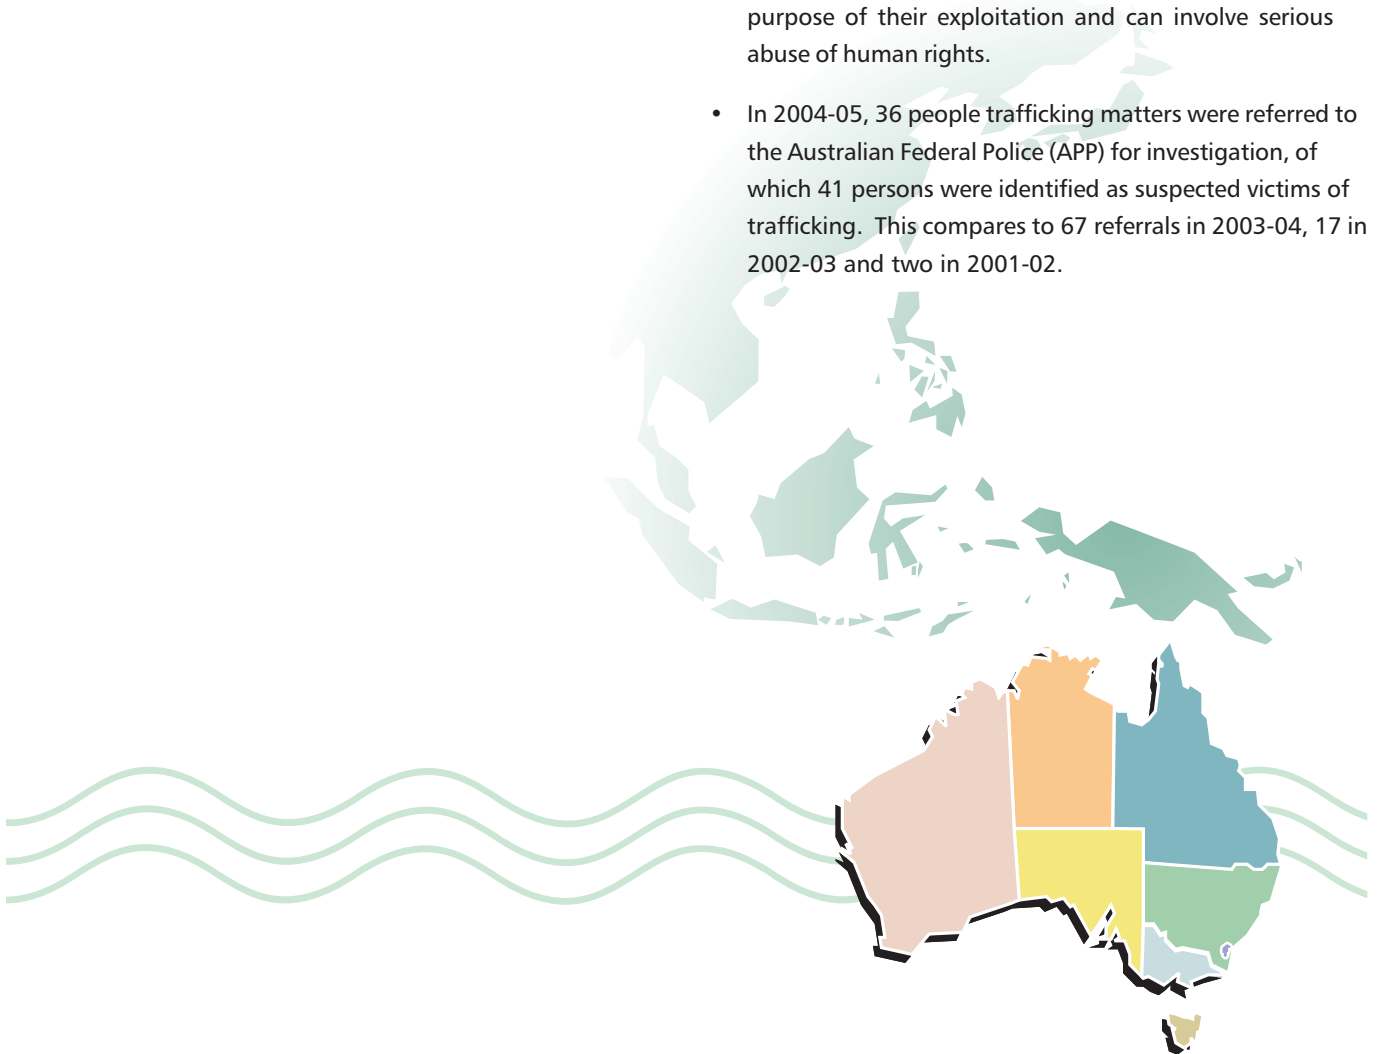 purpose of their exploitation and can involve serious
abuse of human rights.
• In 2004-05, 36 people trafficking matters were referred to
the Australian Federal Police (APP) for investigation, of
which 41 persons were identified as suspected victims of
trafficking. This compares to 67 referrals in 2003-04, 17 in
2002-03 and two in 2001-02.